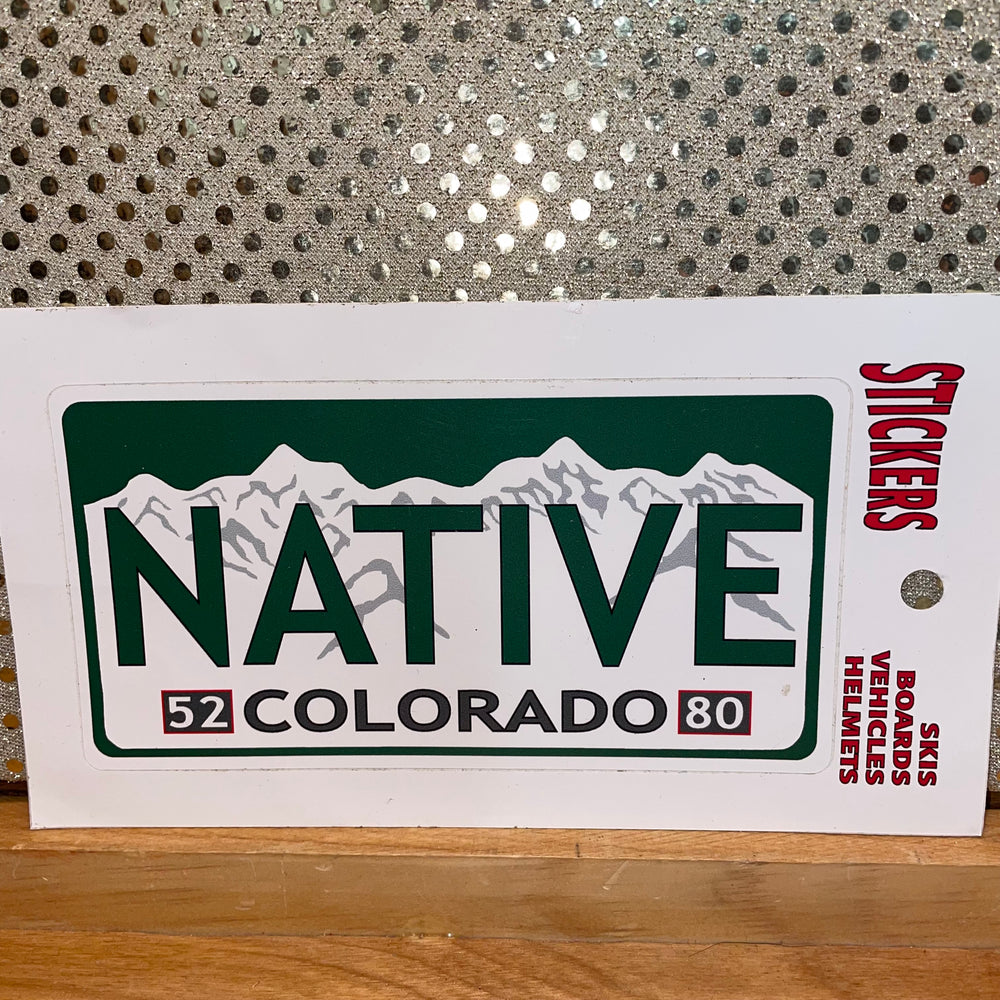 NATIVE
52 COLORADO 80
STICKERS
SKIS
BOARDS
VEHICLES
HELMETS